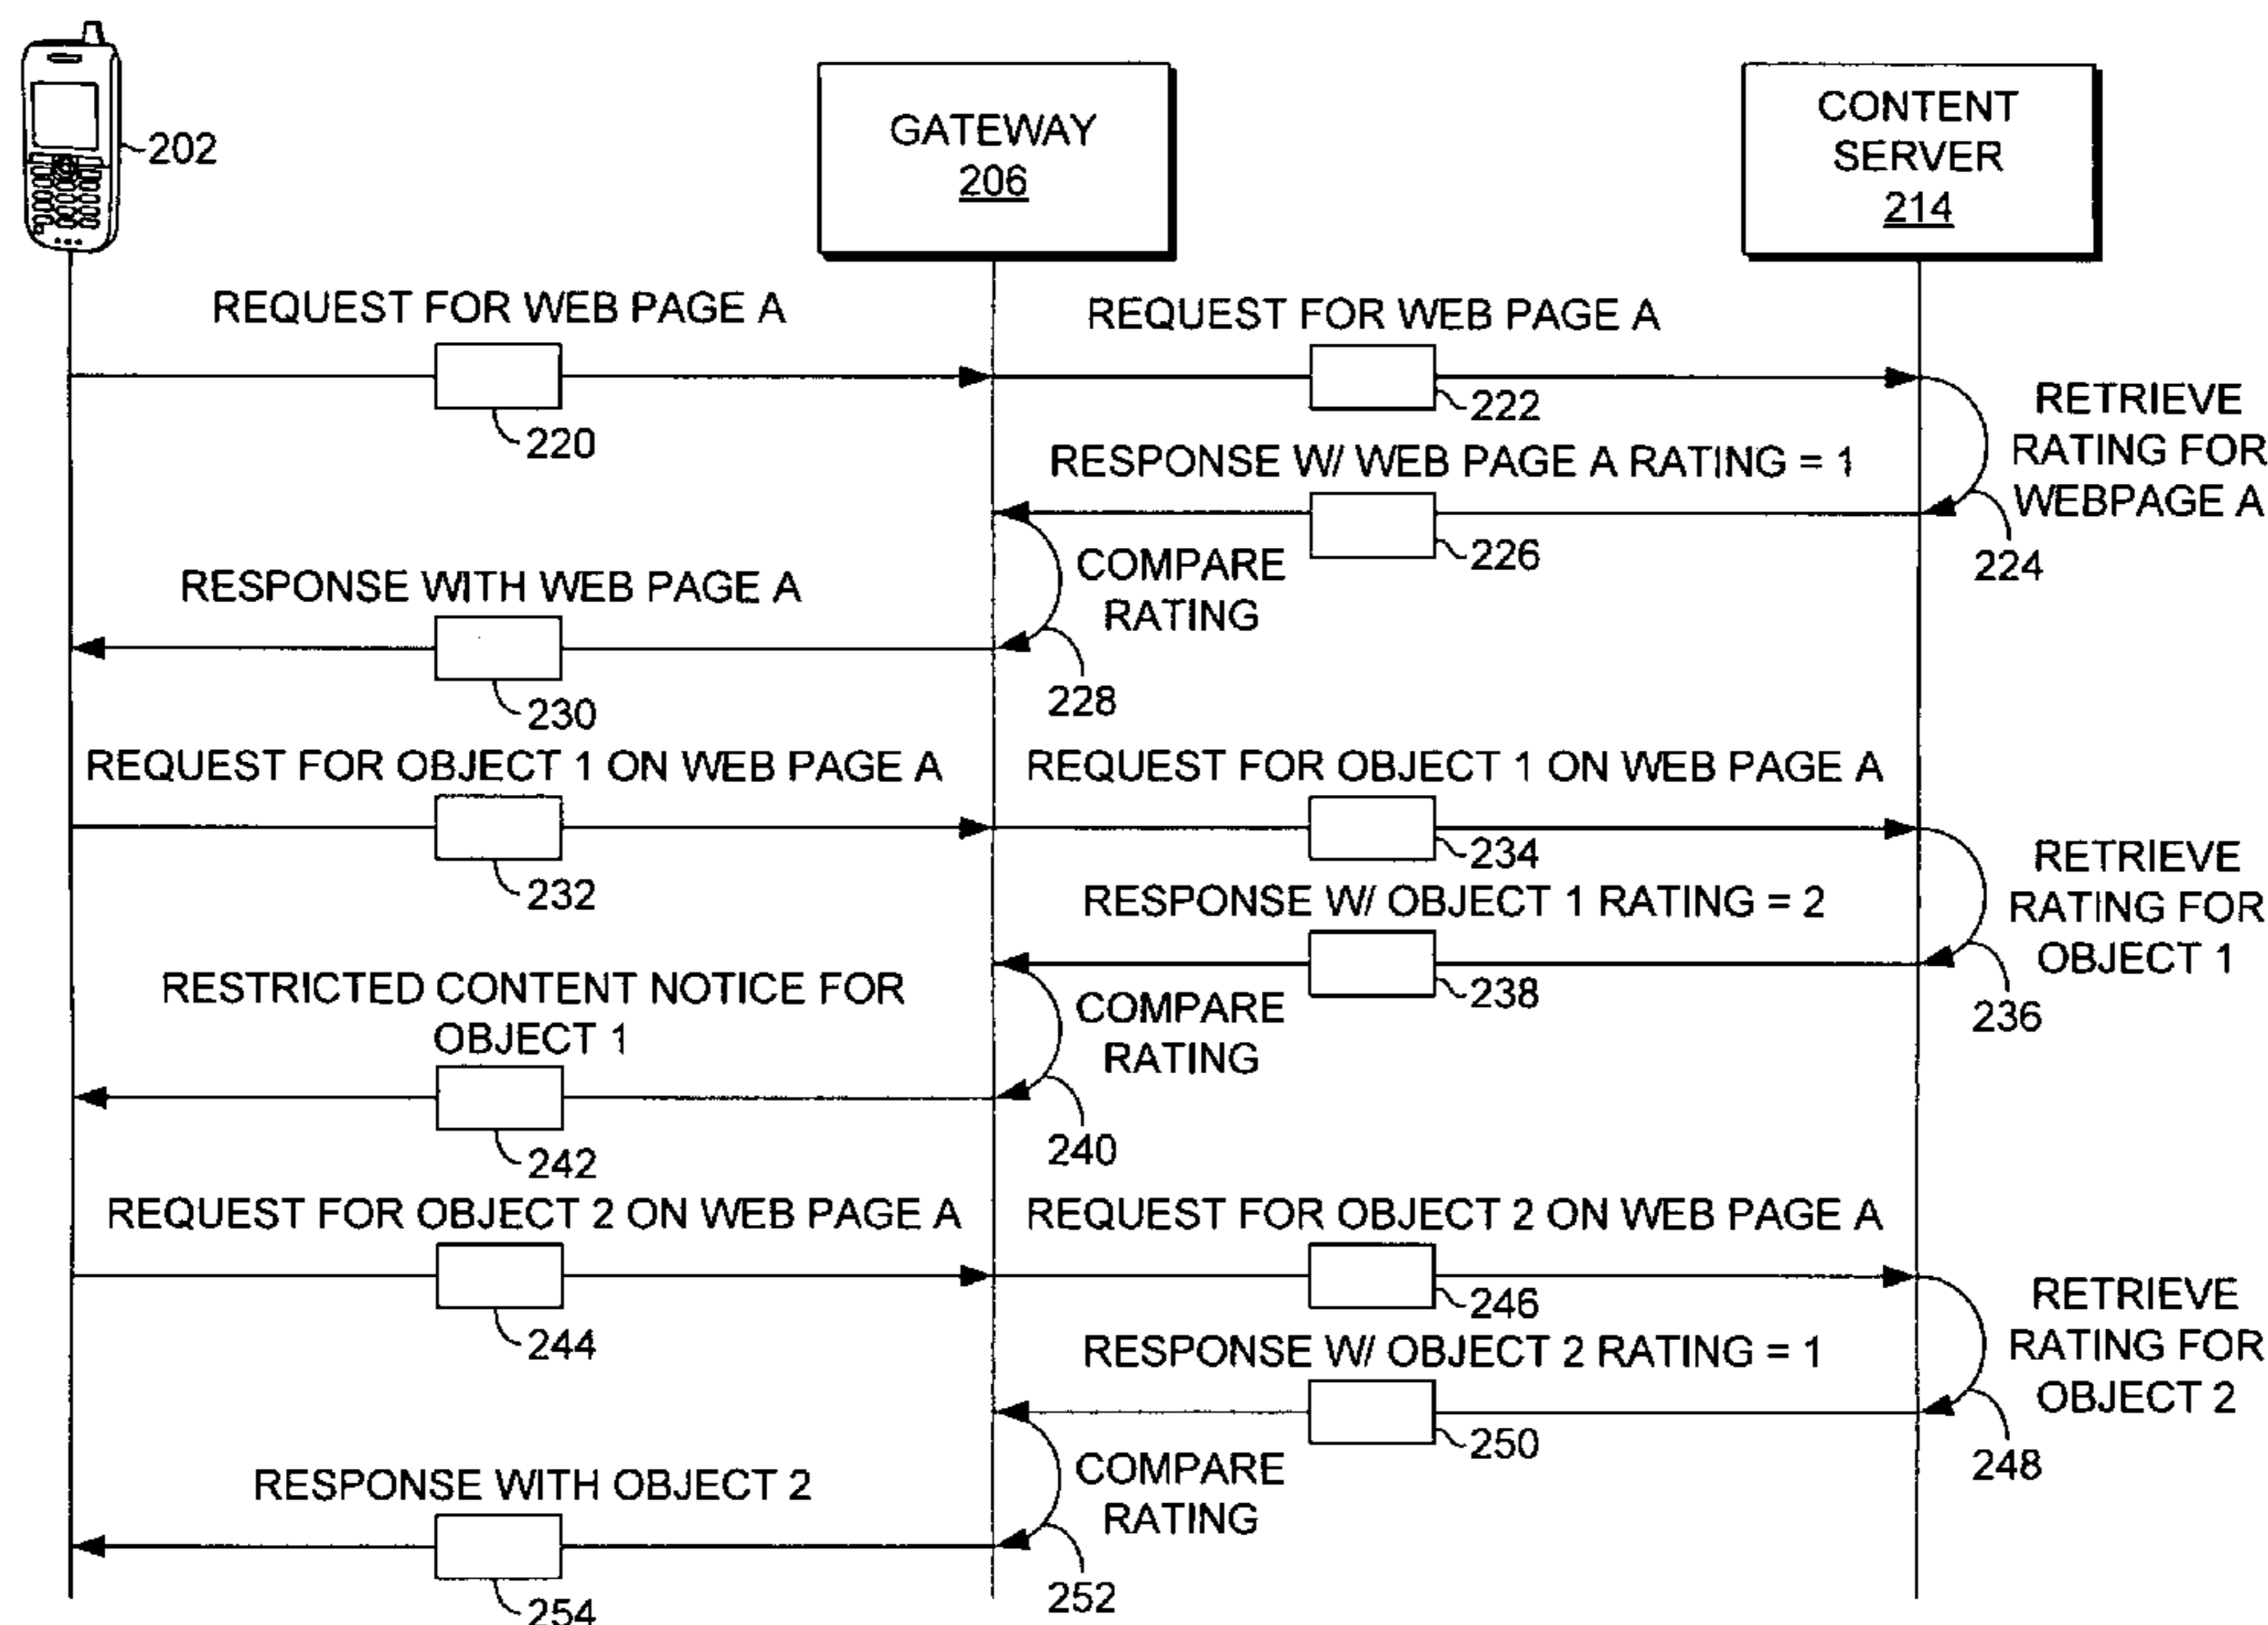 202
GATEWAY
206
CONTENT
SERVER
214
REQUEST FOR WEB PAGE A
REQUEST FOR WEB PAGE A
220
222
RETRIEVE
RATING FOR
WEBPAGE A
224
RESPONSE W/ WEB PAGE A RATING = 1
226
COMPARE
RATING
228
RESPONSE WITH WEB PAGE A
230
REQUEST FOR OBJECT 1 ON WEB PAGE A
REQUEST FOR OBJECT 1 ON WEB PAGE A
232
234
RETRIEVE
RATING FOR
OBJECT 1
236
RESPONSE W/ OBJECT 1 RATING = 2
238
COMPARE
RATING
240
RESTRICTED CONTENT NOTICE FOR
OBJECT 1
242
REQUEST FOR OBJECT 2 ON WEB PAGE A
REQUEST FOR OBJECT 2 ON WEB PAGE A
244
246
RETRIEVE
RATING FOR
OBJECT 2
248
RESPONSE W/ OBJECT 2 RATING = 1
250
COMPARE
RATING
252
RESPONSE WITH OBJECT 2
254